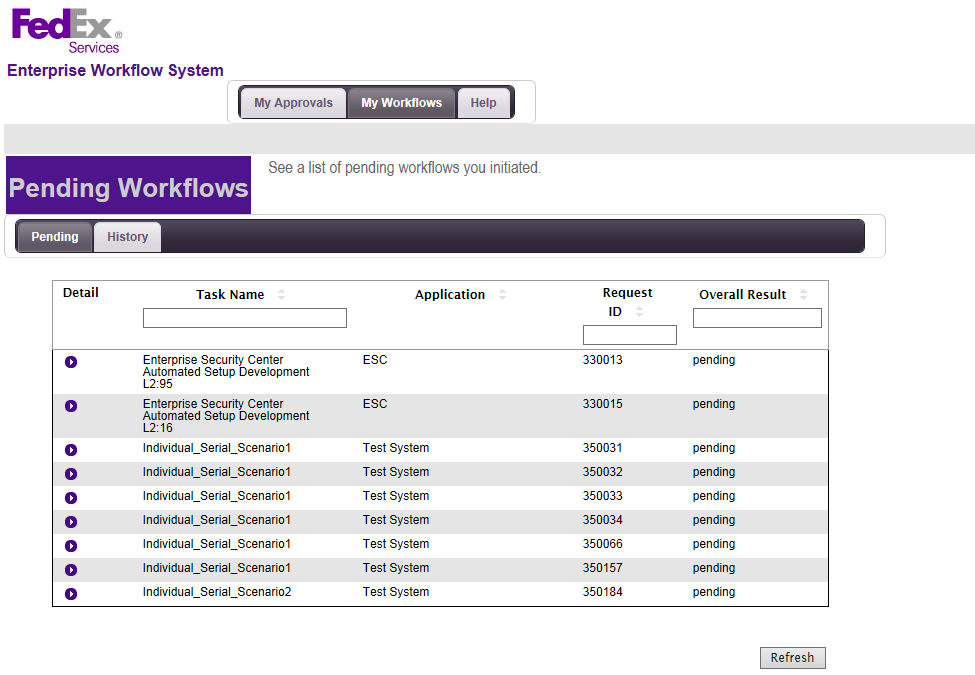 FedEx®
Services
Enterprise Workflow System
My Approvals My Workflows Help
Pending Workflows
See a list of pending workflows you initiated.
Pending History
Detail Task Name Application Request ID Overall Result
Enterprise Security Center Automated Setup Development L2:95 ESC 330013 pending
Enterprise Security Center Automated Setup Development L2:16 ESC 330015 pending
Individual_Serial_Scenario1 Test System 350031 pending
Individual_Serial_Scenario1 Test System 350032 pending
Individual_Serial_Scenario1 Test System 350033 pending
Individual_Serial_Scenario1 Test System 350034 pending
Individual_Serial_Scenario1 Test System 350066 pending
Individual_Serial_Scenario1 Test System 350157 pending
Individual_Serial_Scenario2 Test System 350184 pending
Refresh